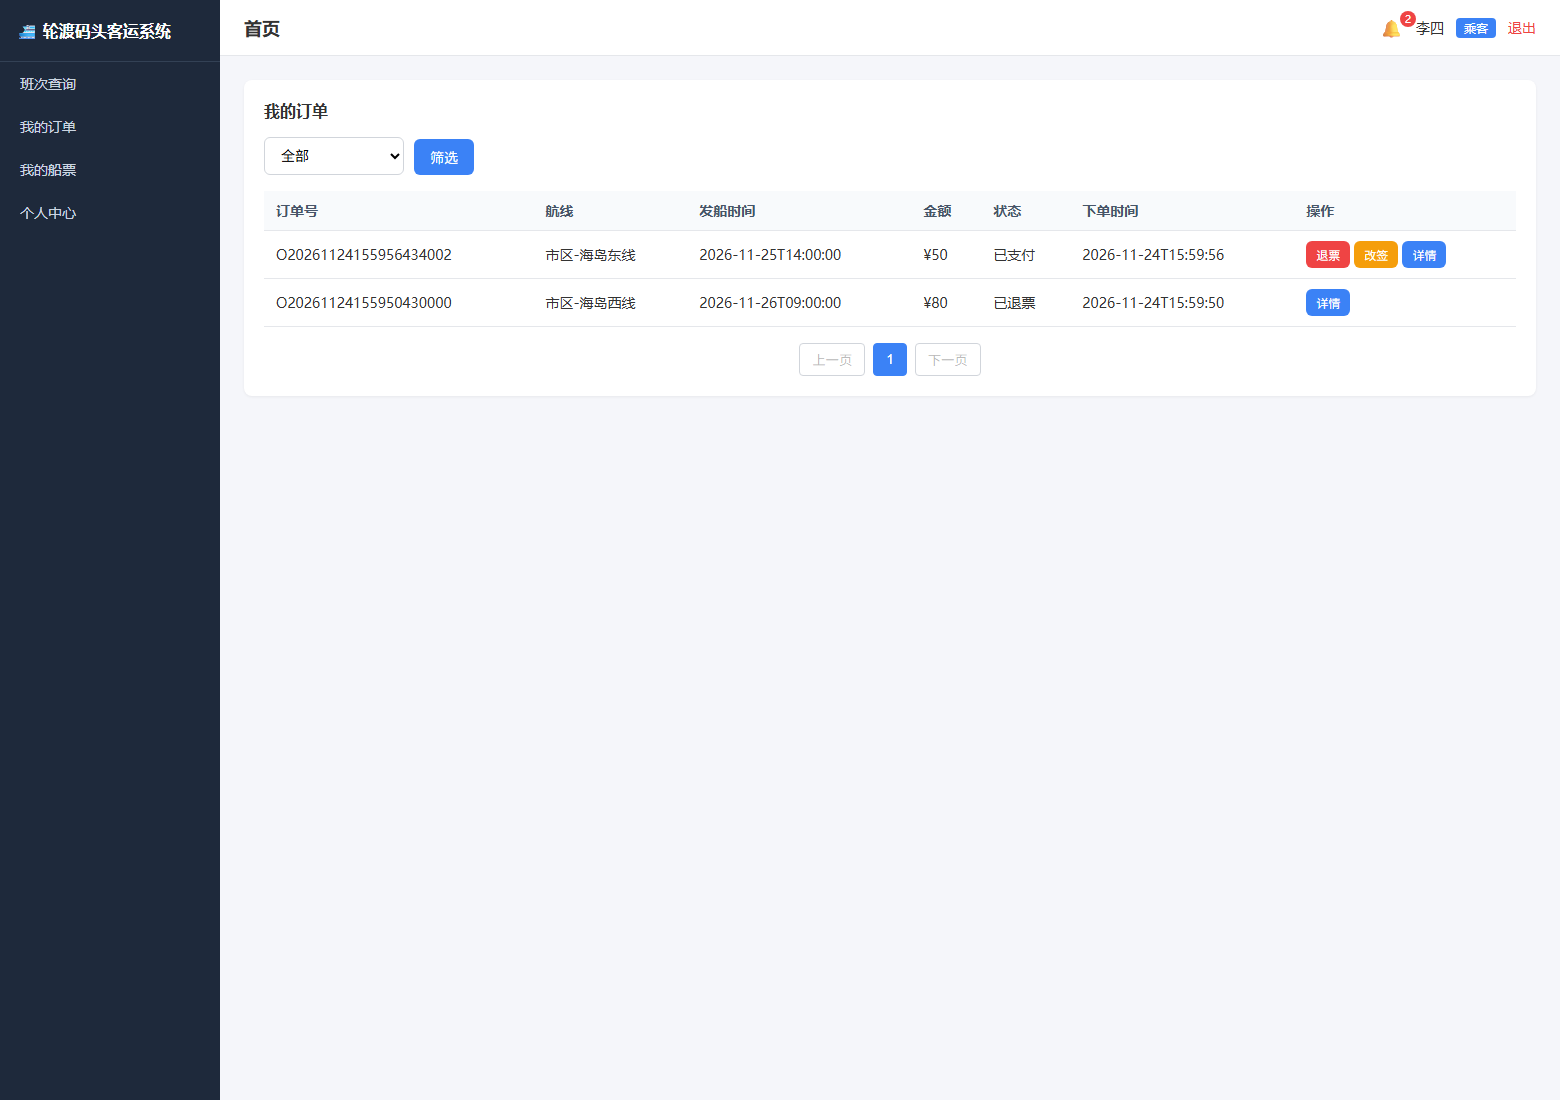 轮渡码头客运系统
班次查询
我的订单
我的船票
个人中心
首页
2 李四 乘客 退出
我的订单
全部 筛选
订单号 航线 发船时间 金额 状态 下单时间 操作
O20261124155956434002 市区-海岛东线 2026-11-25T14:00:00 ¥50 已支付 2026-11-24T15:59:56 退票 改签 详情
O20261124155950430000 市区-海岛西线 2026-11-26T09:00:00 ¥80 已退票 2026-11-24T15:59:50 详情
上一页 1 下一页